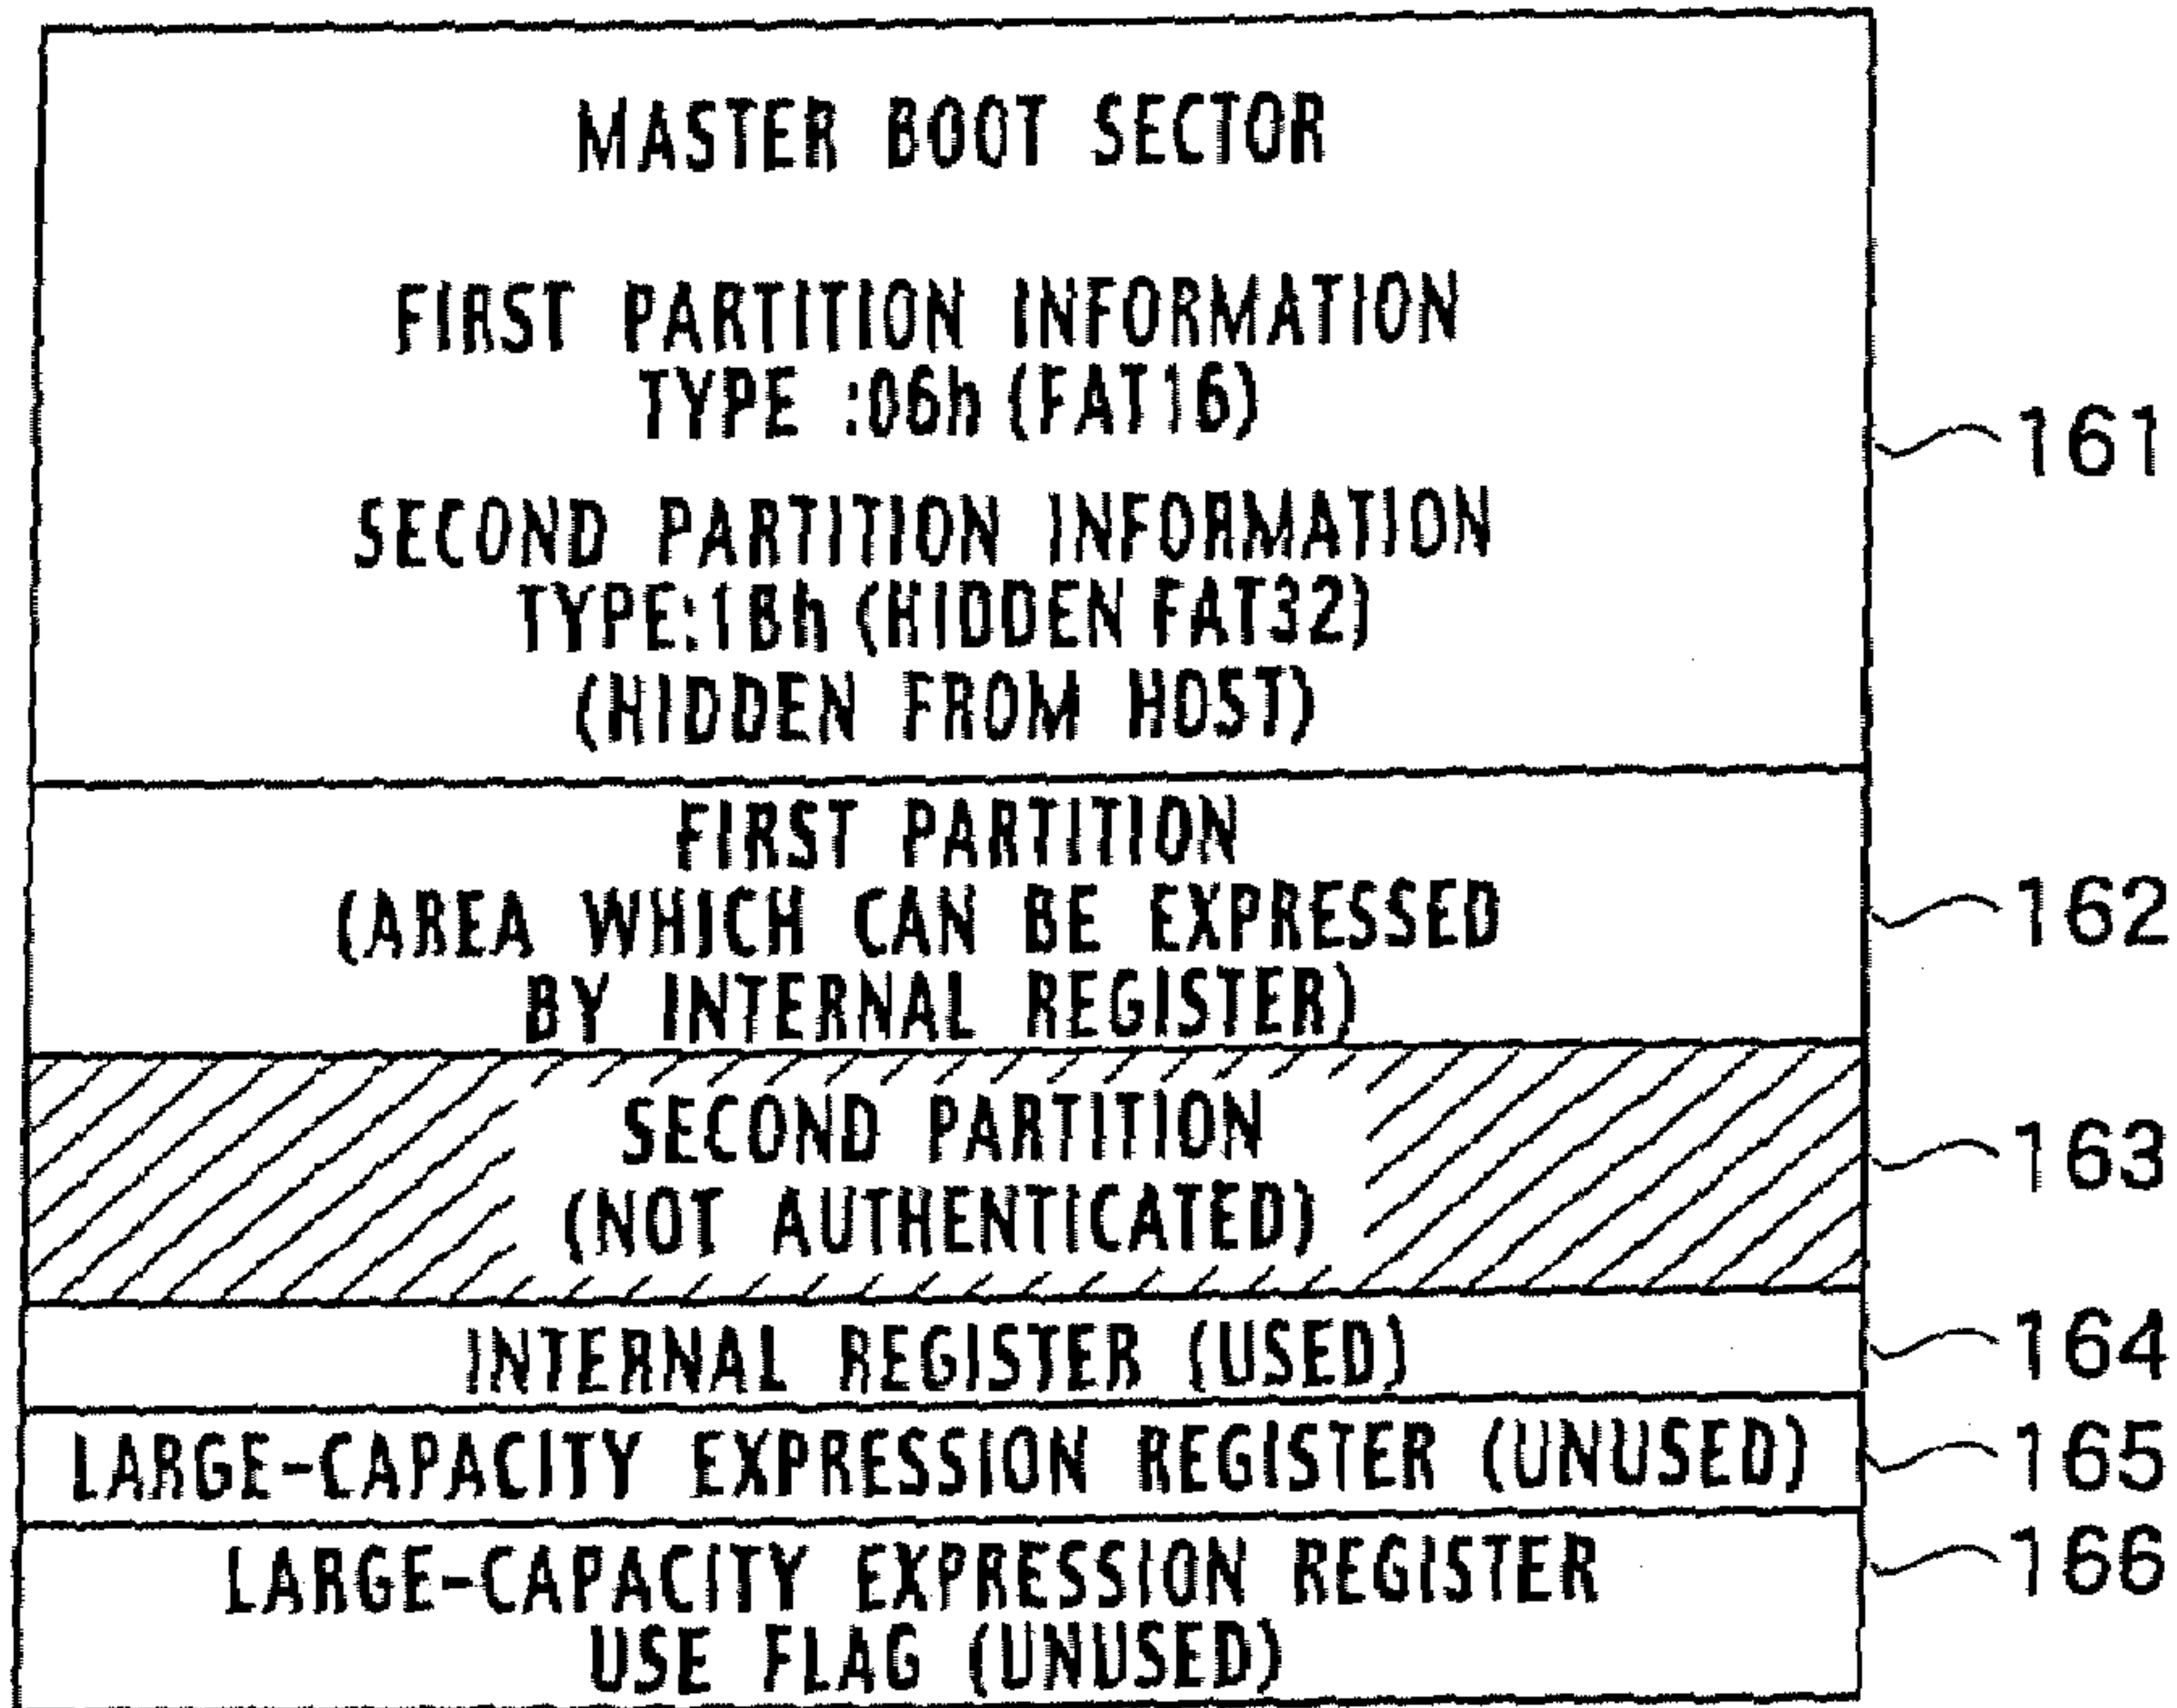 MASTER BOOT SECTOR
FIRST PARTITION INFORMATION
TYPE :06h (FAT16)
161
SECOND PARTITION INFORMATION
TYPE:1Bh (HIDDEN FAT32)
(HIDDEN FROM HOST)
FIRST PARTITION
(AREA WHICH CAN BE EXPRESSED
162
BY INTERNAL REGISTER)
SECOND PARTITION
163
(NOT AUTHENTICATED)
INTERNAL REGISTER (USED)
164
LARGE-CAPACITY EXPRESSION REGISTER (UNUSED)
165
LARGE-CAPACITY EXPRESSION REGISTER
166
USE FLAG (UNUSED)